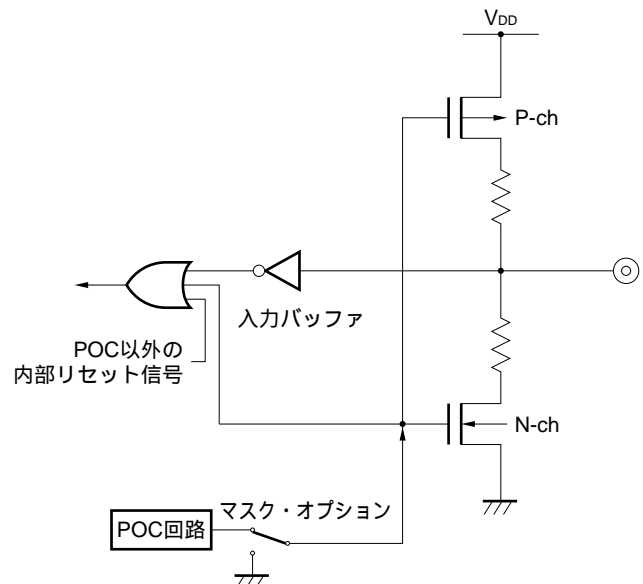 VDD
P-ch
入力バッファ
POC以外の
内部リセット信号
N-ch
マスク・オプション
POC回路